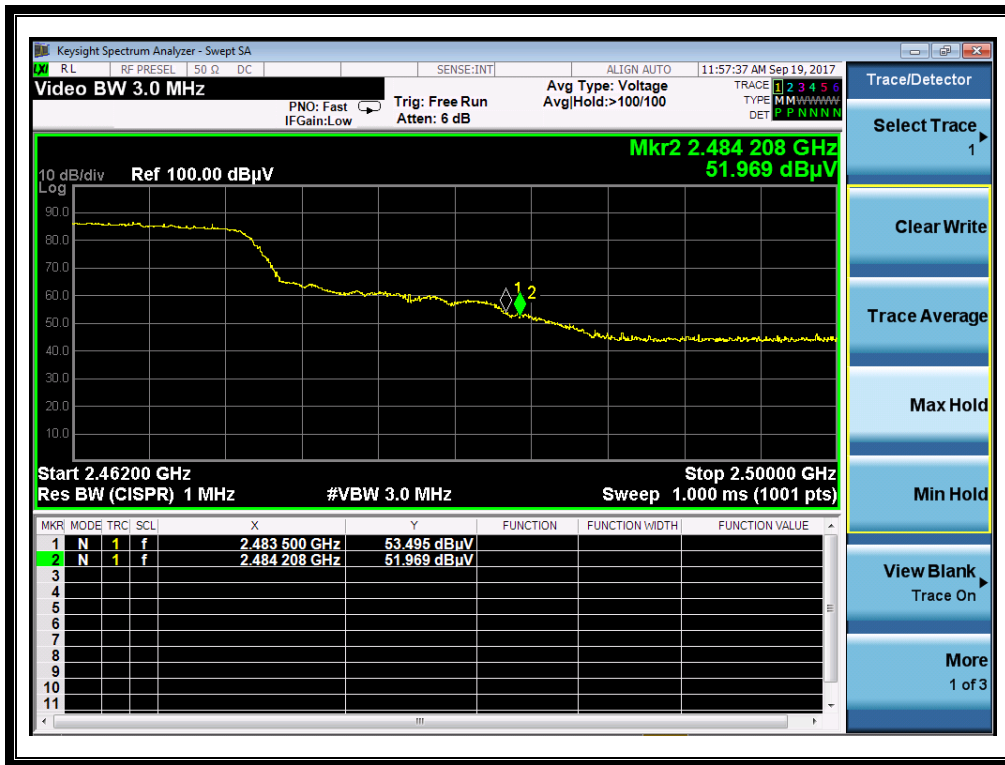 Keysight Spectrum Analyzer - Swept SA
LXI RL RF PRESEL 50 Ω DC SENSE:INT ALIGN AUTO 11:57:37 AM Sep 19, 2017
Video BW 3.0 MHz
PNO: Fast
IFGain:Low
Trig: Free Run
Atten: 6 dB
Avg Type: Voltage
Avg|Hold:>100/100
TRACE 1 2 3 4 5 6
TYPE M M W W W W
DET P P N N N N
Mkr2 2.484 208 GHz
51.969 dBµV
10 dB/div Ref 100.00 dBµV
Log
90.0
80.0
70.0
60.0
50.0
40.0
30.0
20.0
10.0
1 2
Start 2.46200 GHz Stop 2.50000 GHz
Res BW (CISPR) 1 MHz #VBW 3.0 MHz Sweep 1.000 ms (1001 pts)
MKR MODE TRC SCL X Y FUNCTION FUNCTION WIDTH FUNCTION VALUE
1 N 1 f 2.483 500 GHz 53.495 dBµV
2 N 1 f 2.484 208 GHz 51.969 dBµV
3
4
5
6
7
8
9
10
11
Trace/Detector
Select Trace
1
Clear Write
Trace Average
Max Hold
Min Hold
View Blank
Trace On
More
1 of 3